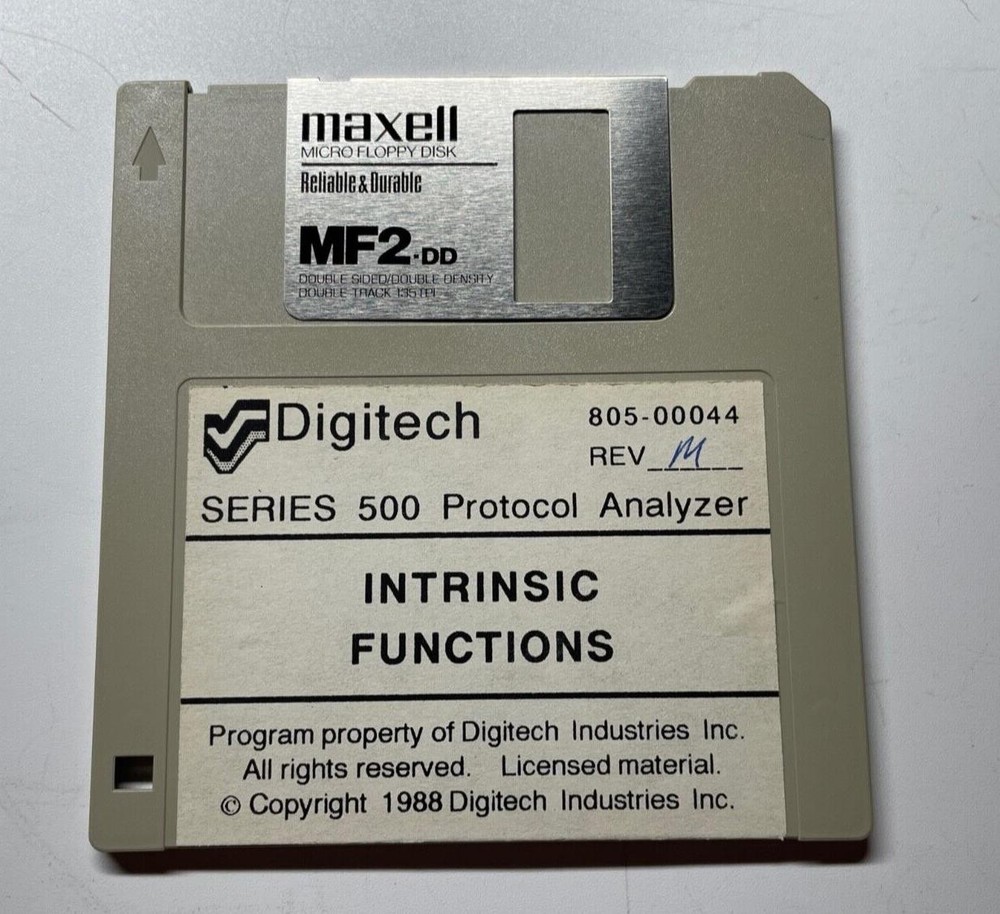 maxell
MICRO FLOPPY DISK
Reliable & Durable
MF2-DD
DOUBLE SIDED/DOUBLE DENSITY
DOUBLE TRACK 135TPI
Digitech
805-00044
REV M
SERIES 500 Protocol Analyzer
INTRINSIC
FUNCTIONS
Program property of Digitech Industries Inc.
All rights reserved. Licensed material.
© Copyright 1988 Digitech Industries Inc.